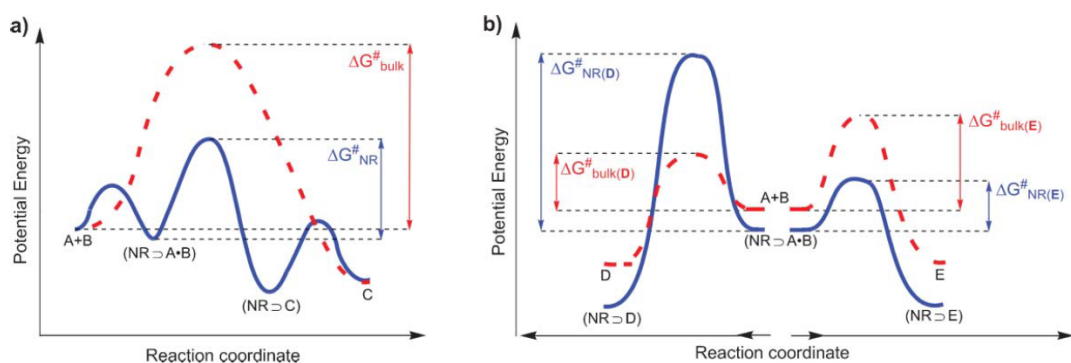 a)
Potential Energy
ΔG#bulk
ΔG#NR
A+B
(NR⊃A•B)
(NR⊃C)
C
Reaction coordinate
b)
Potential Energy
ΔG#NR(D)
ΔG#bulk(D)
ΔG#bulk(E)
ΔG#NR(E)
A+B
(NR⊃A•B)
D
(NR⊃D)
E
(NR⊃E)
Reaction coordinate